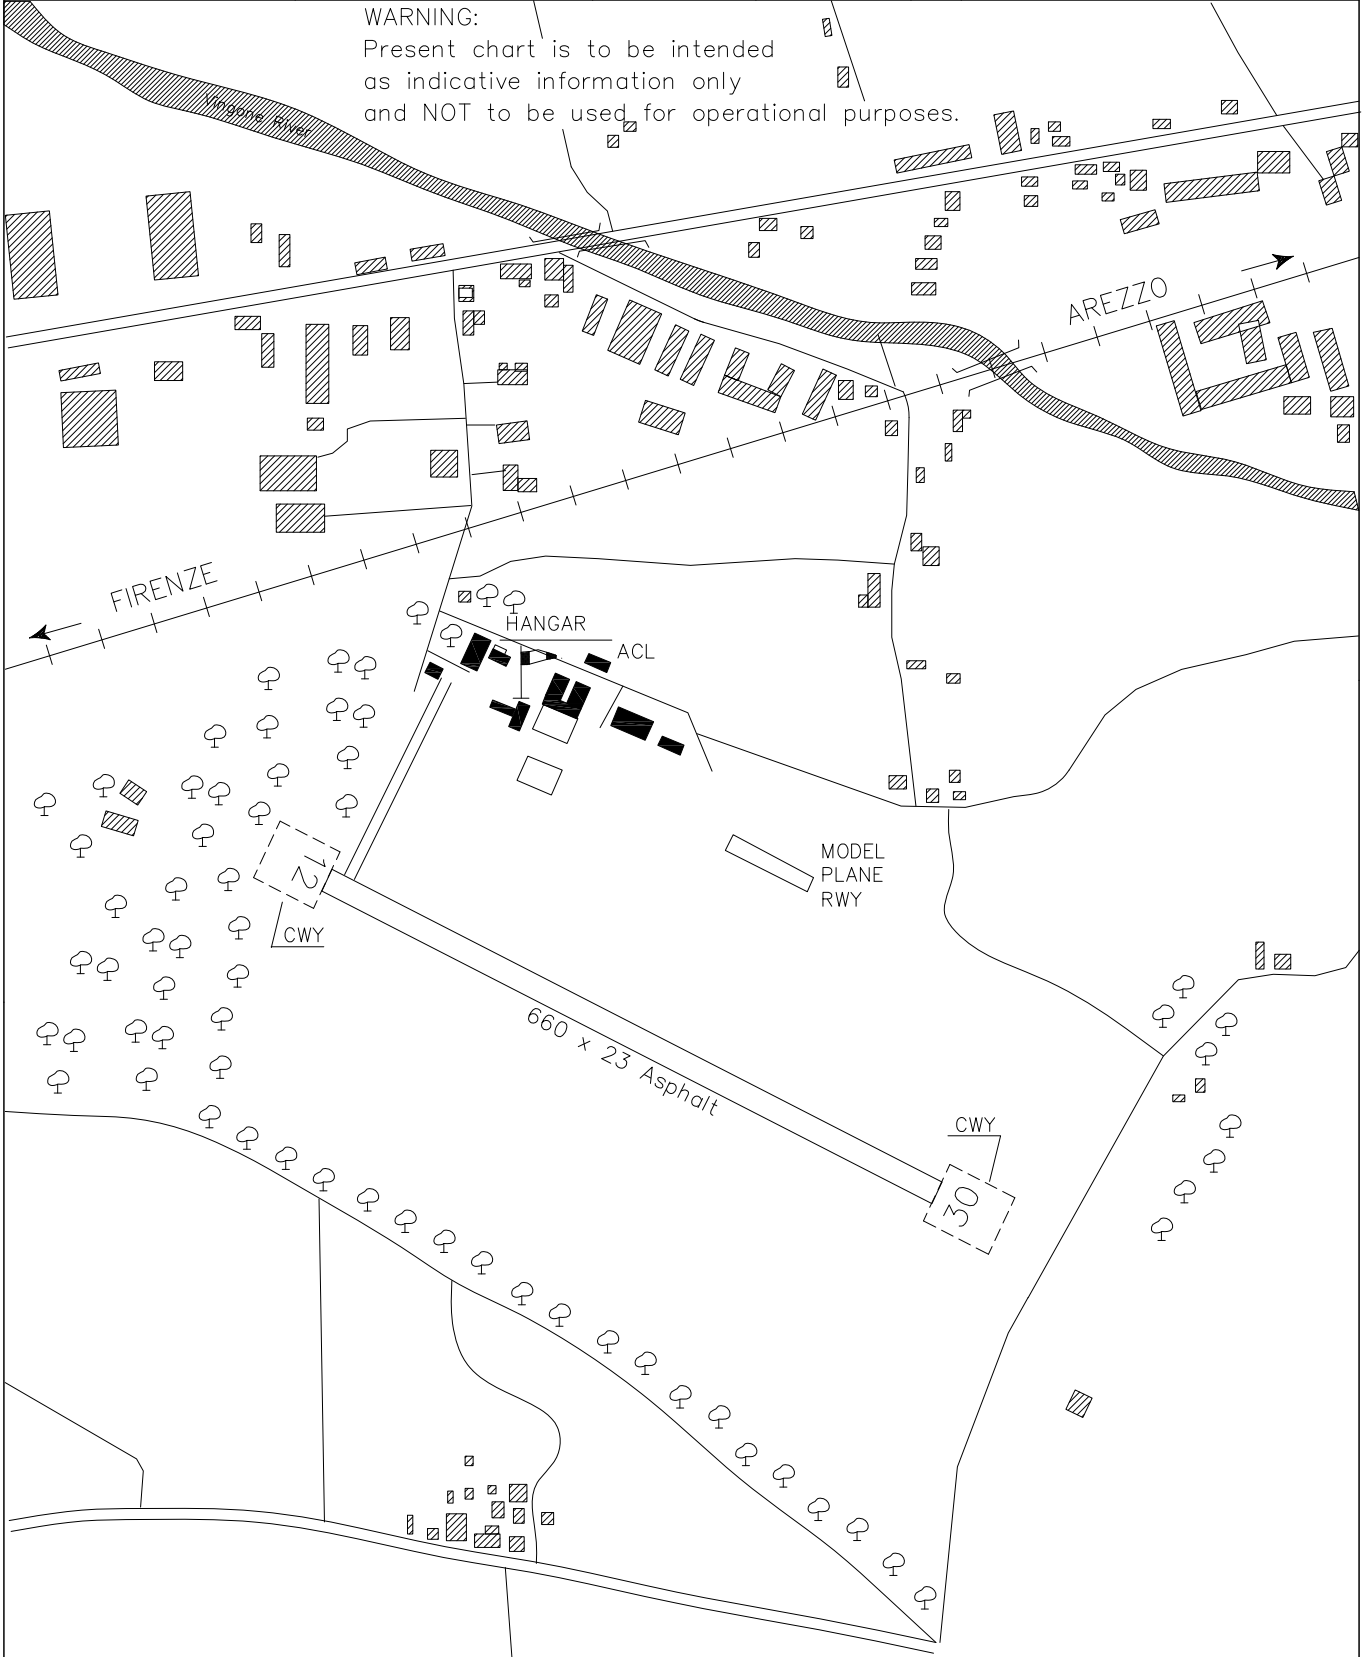 WARNING:
Present chart is to be intended
as indicative information only
and NOT to be used for operational purposes.
Vingone River
AREZZO
FIRENZE
HANGAR
ACL
MODEL
PLANE
RWY
12
CWY
660 x 23 Asphalt
CWY
30